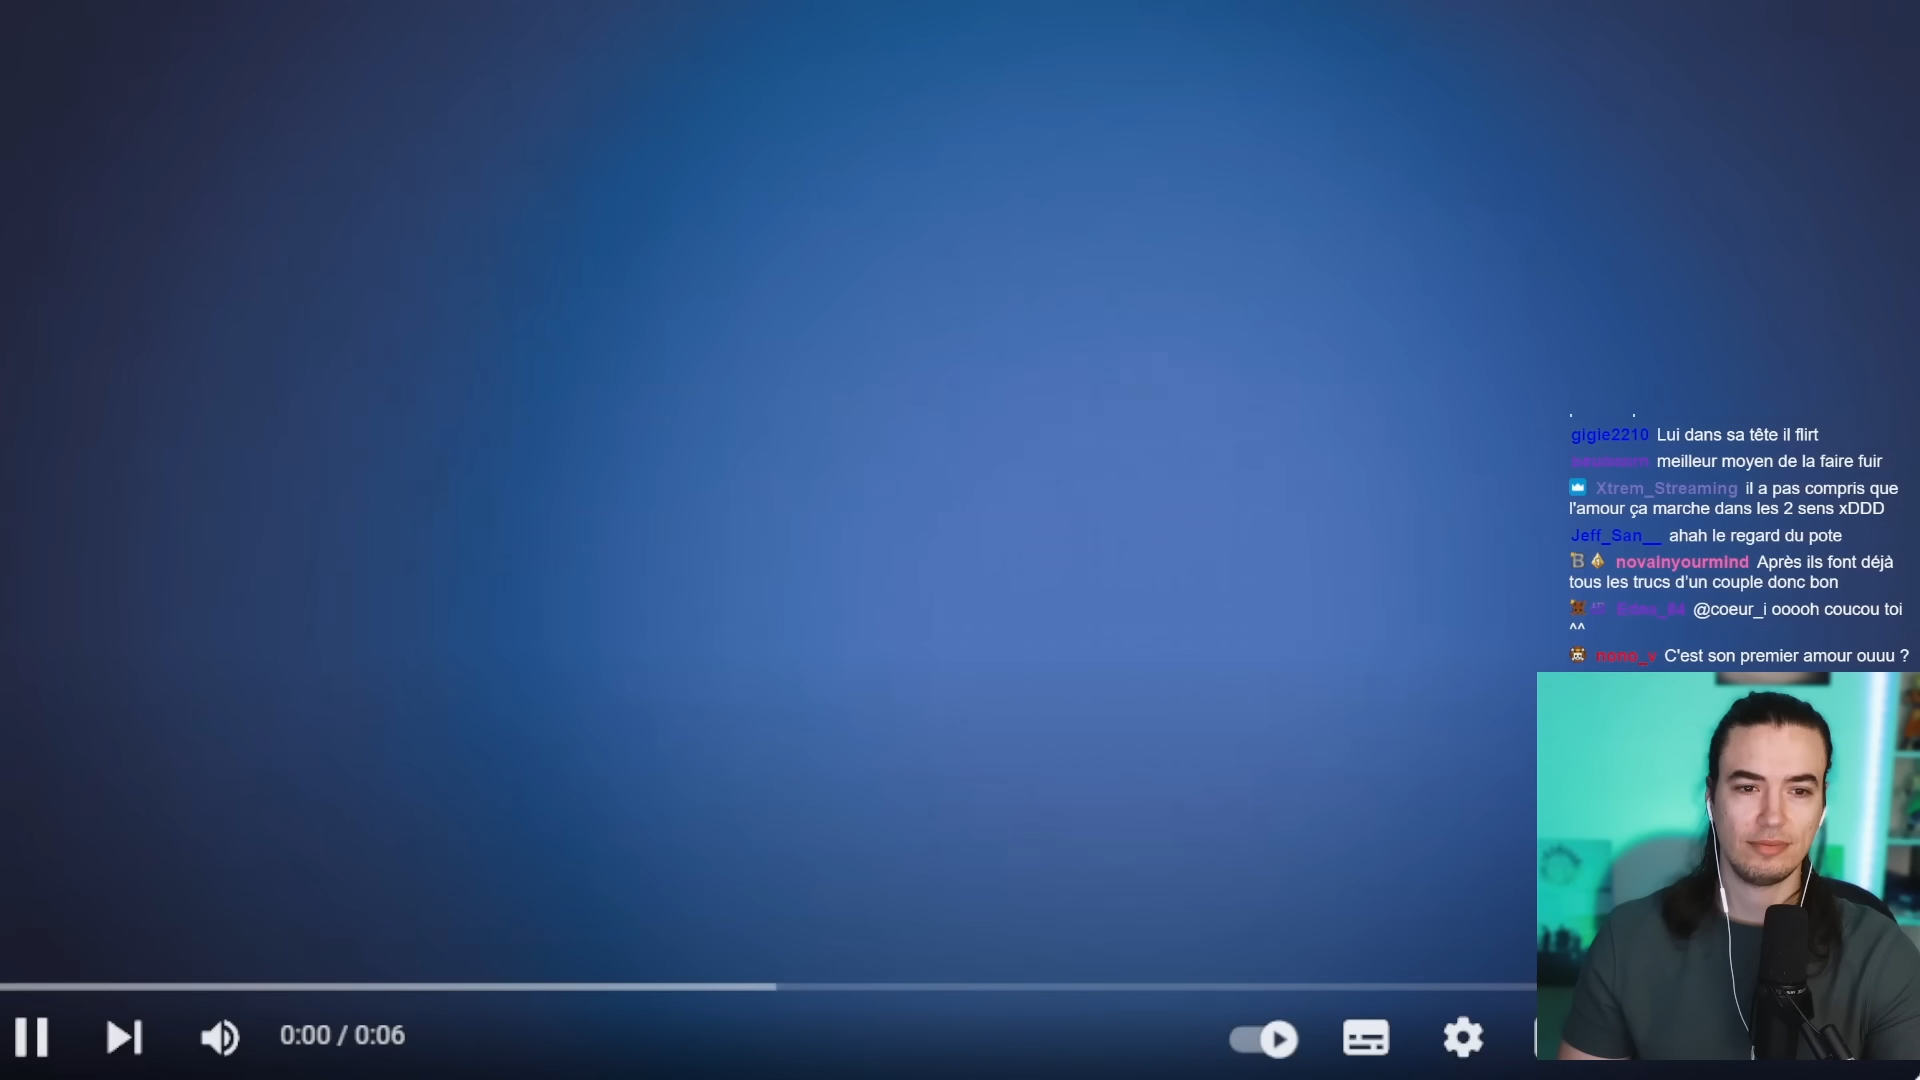 gigie2210 Lui dans sa tête il flirt
meilleur moyen de la faire fuir
Xtrem_Streaming il a pas compris que
l'amour ça marche dans les 2 sens xDDD
Jeff_San__ ahah le regard du pote
novainyourmind Après ils font déjà
tous les trucs d'un couple donc bon
@coeur_i ooooh coucou toi
^^
C'est son premier amour ouuu ?
0:00 / 0:06